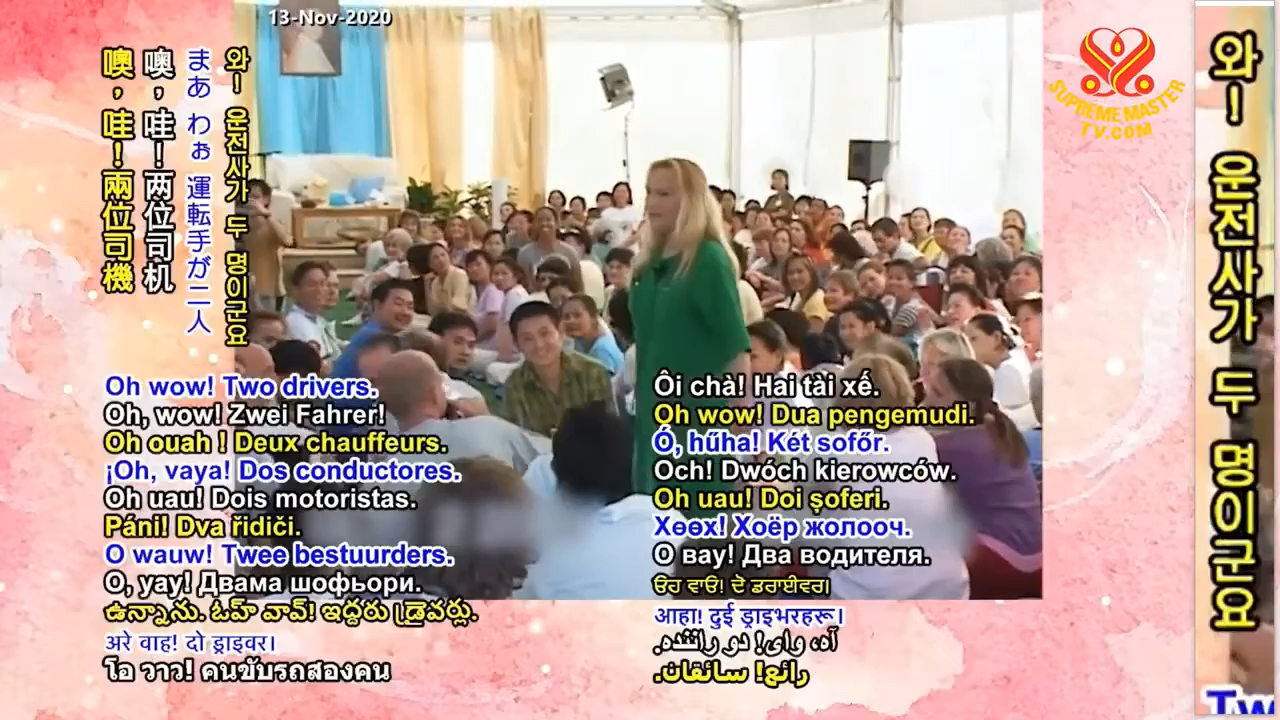 13-Nov-2020
SUPREME MASTER
TV.COM
噢，哇！兩位司機
噢，哇！两位司机
まあ わぉ 運転手が二人
와! 운전사가 두 명이군요
Oh wow! Two drivers.
Oh, wow! Zwei Fahrer!
Oh ouah ! Deux chauffeurs.
¡Oh, vaya! Dos conductores.
Oh uau! Dois motoristas.
Páni! Dva řidiči.
O wauw! Twee bestuurders.
О, уау! Двама шофьори.
ఉన్నాను. ఓహ్ వావ్! ఇద్దరు డ్రైవర్లు.
अरे वाह! दो ड्राइवर।
โอ วาว! คนขับรถสองคน
Ôi chà! Hai tài xế.
Oh wow! Dua pengemudi.
Ó, hűha! Két sofőr.
Och! Dwóch kierowców.
Oh uau! Doi șoferi.
Хөөх! Хоёр жолооч.
О вау! Два водителя.
ਓਹ ਵਾਓ! ਦੋ ਡਰਾਈਵਰ।
आहा! दुई ड्राइभरहरू।
آه، وای! دو راننده.
رائع! سائقان.
와! 운전사가 두 명이군요
Tw